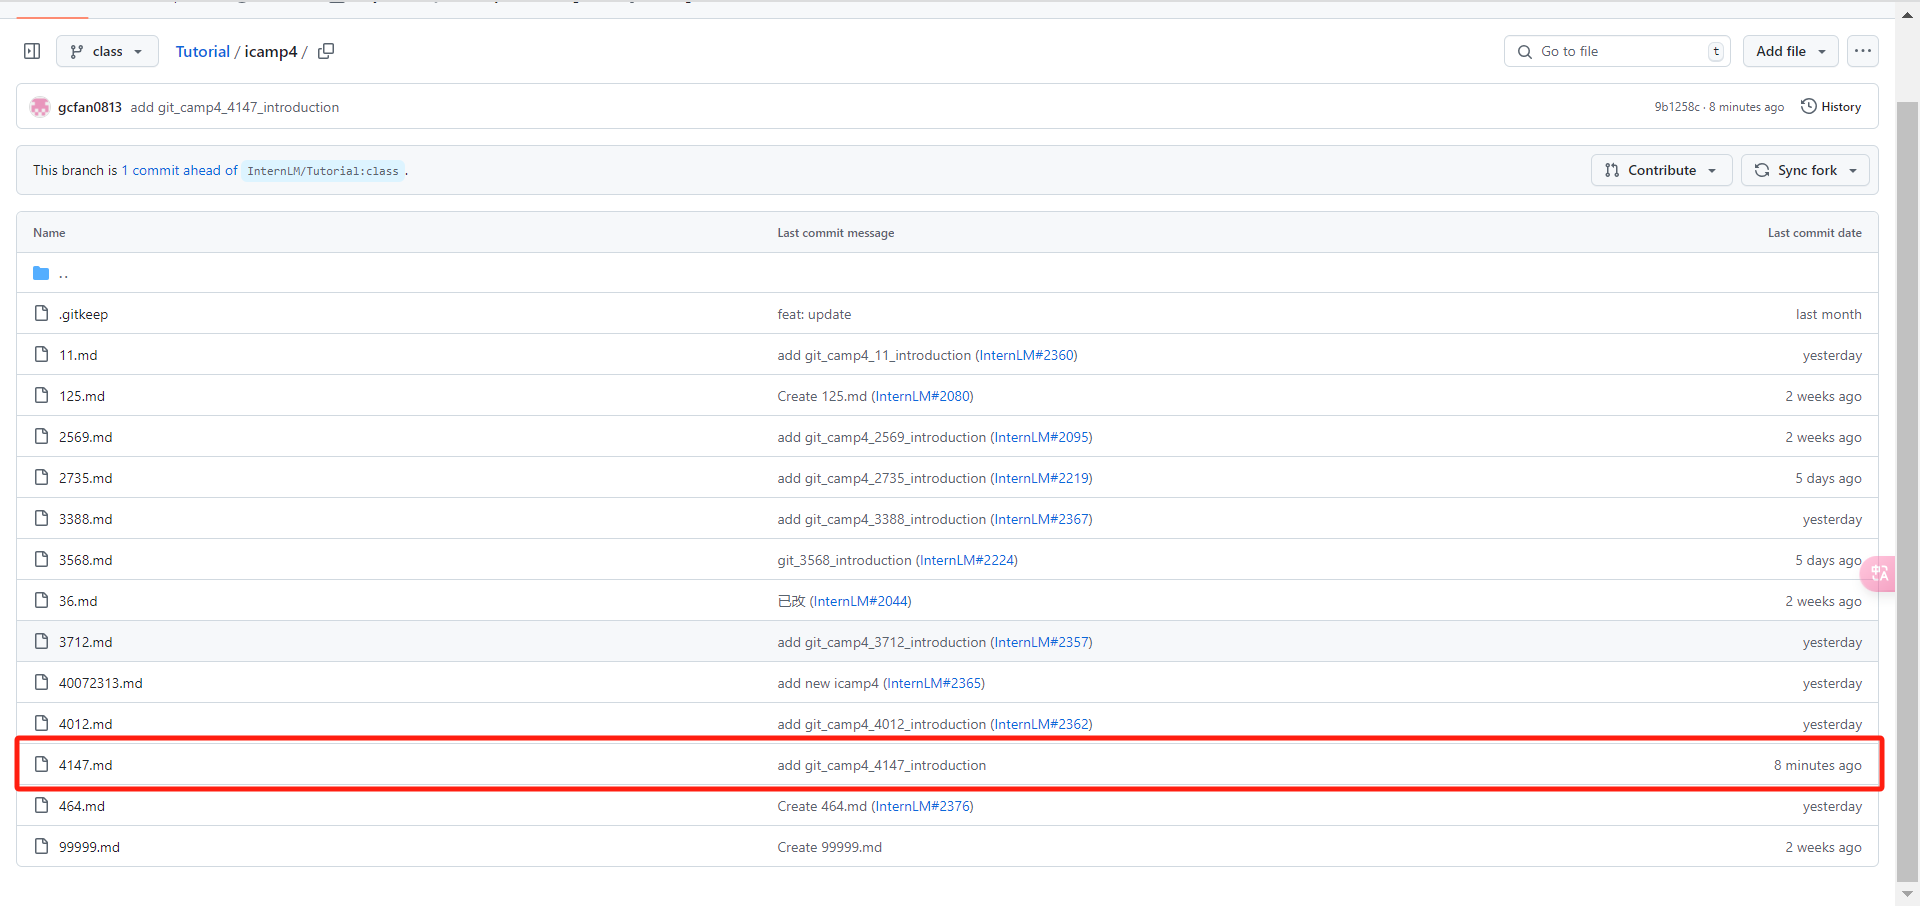 class Tutorial / icamp4 / Go to file t Add file ...
gcfan0813 add git_camp4_4147_introduction 9b1258c · 8 minutes ago History
This branch is 1 commit ahead of InternLM/Tutorial:class . Contribute Sync fork
Name Last commit message Last commit date
..
.gitkeep feat: update last month
11.md add git_camp4_11_introduction (InternLM#2360) yesterday
125.md Create 125.md (InternLM#2080) 2 weeks ago
2569.md add git_camp4_2569_introduction (InternLM#2095) 2 weeks ago
2735.md add git_camp4_2735_introduction (InternLM#2219) 5 days ago
3388.md add git_camp4_3388_introduction (InternLM#2367) yesterday
3568.md git_3568_introduction (InternLM#2224) 5 days ago
36.md 已改 (InternLM#2044) 2 weeks ago
3712.md add git_camp4_3712_introduction (InternLM#2357) yesterday
40072313.md add new icamp4 (InternLM#2365) yesterday
4012.md add git_camp4_4012_introduction (InternLM#2362) yesterday
4147.md add git_camp4_4147_introduction 8 minutes ago
464.md Create 464.md (InternLM#2376) yesterday
99999.md Create 99999.md 2 weeks ago